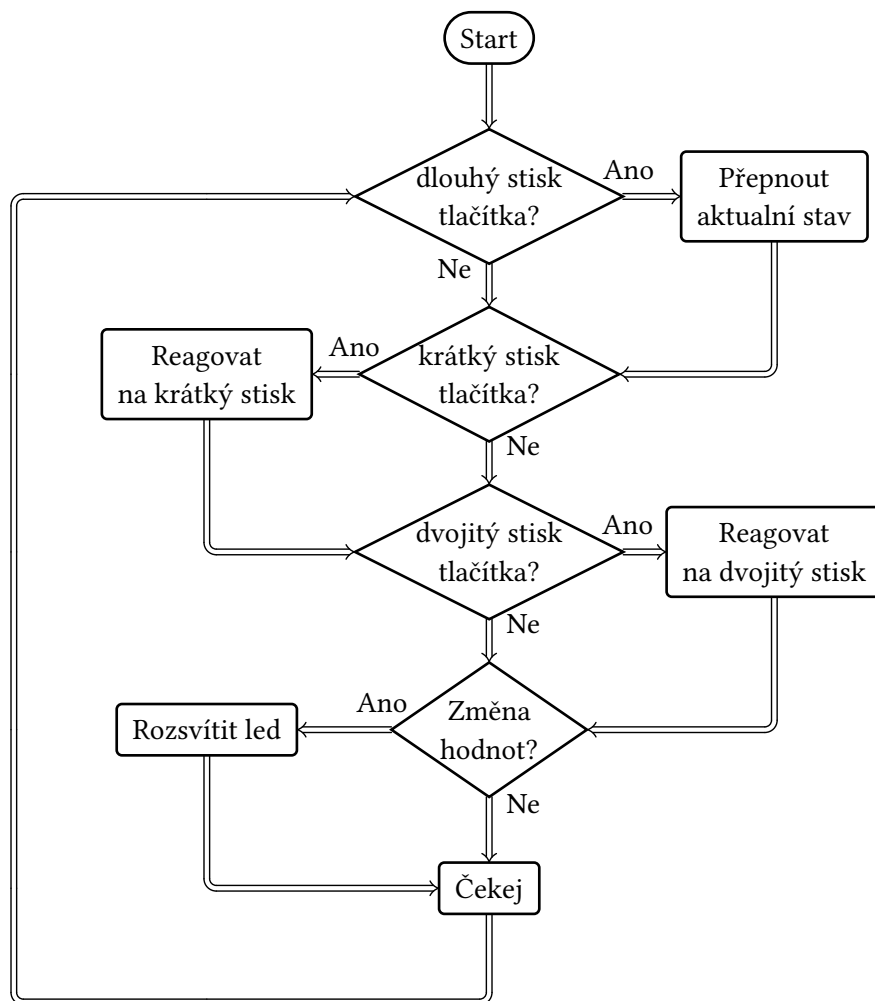 Start
dlouhý stisk
tlačítka?
Ano
Přepnout
aktualní stav
Ne
krátký stisk
tlačítka?
Ano
Reagovat
na krátký stisk
Ne
dvojitý stisk
tlačítka?
Ano
Reagovat
na dvojitý stisk
Ne
Změna
hodnot?
Ano
Rozsvítit led
Ne
Čekej